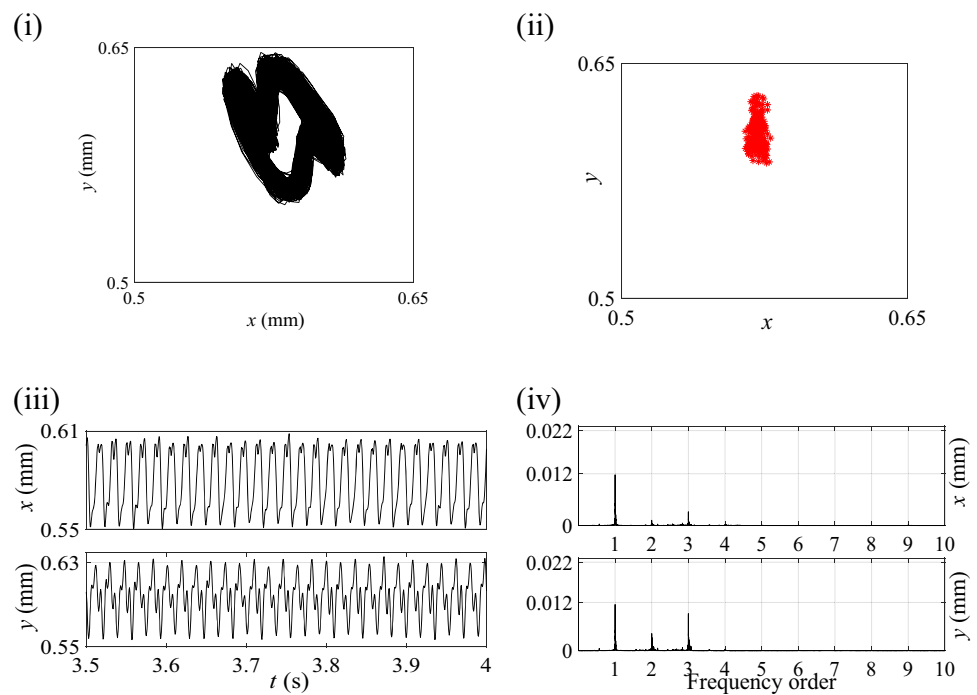 (i)
0.65
y (mm)
0.5
0.5
0.65
x (mm)
(ii)
0.65
y
0.5
0.5
0.65
x
(iii)
0.61
x (mm)
0.55
0.63
y (mm)
0.55
3.5
3.6
3.7
3.8
3.9
4
t (s)
(iv)
0.022
0.012
0
x (mm)
1 2 3 4 5 6 7 8 9 10
0.022
0.012
0
y (mm)
1 2 3 4 5 6 7 8 9 10
Frequency order